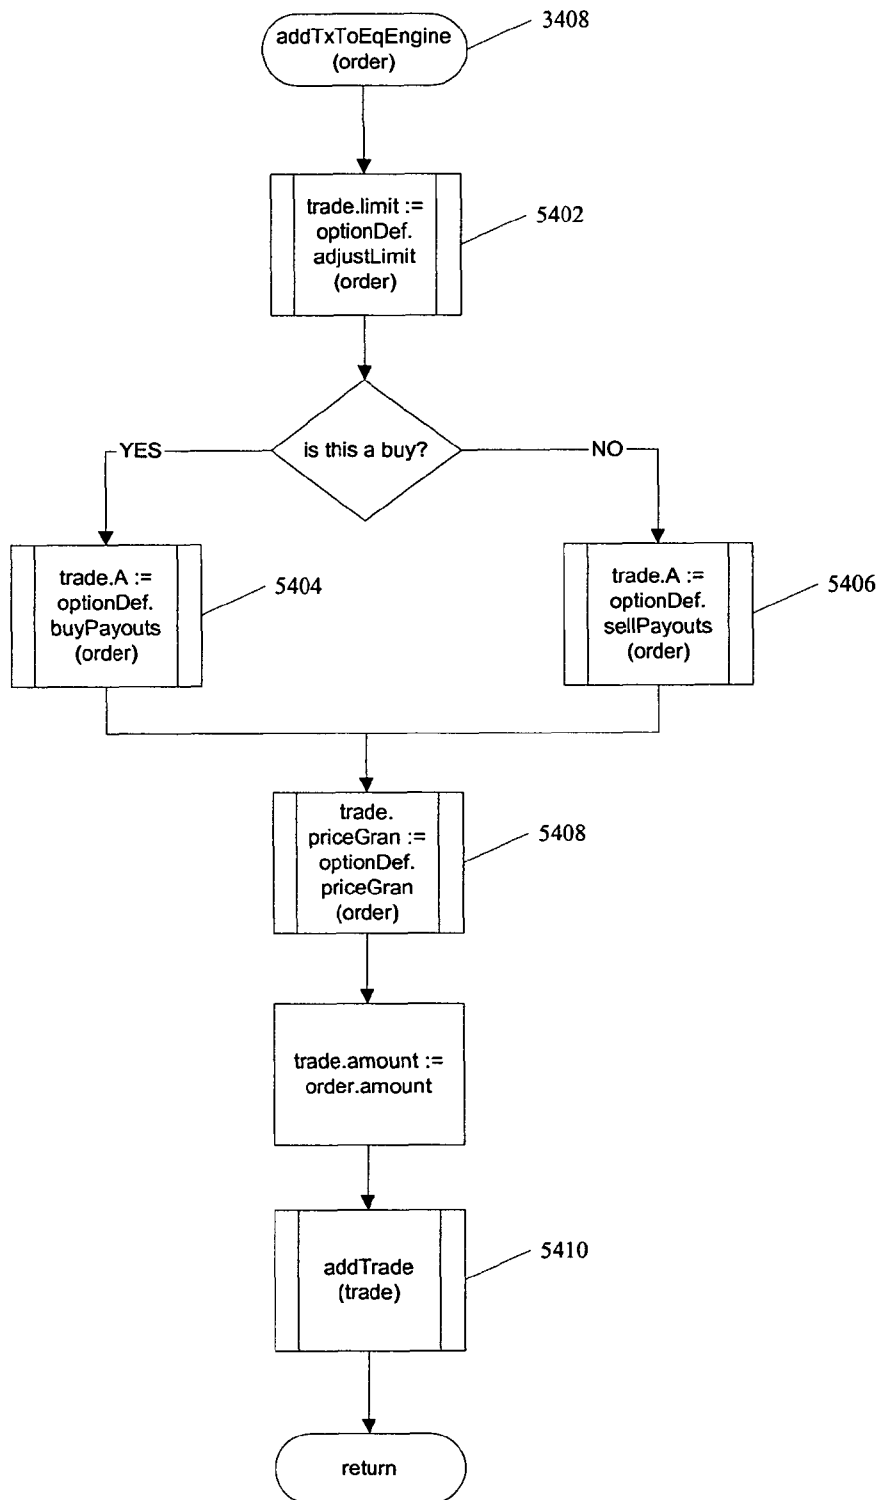 addTxToEqEngine
(order)
3408
trade.limit :=
optionDef.
adjustLimit
(order)
5402
is this a buy?
YES
NO
trade.A :=
optionDef.
buyPayouts
(order)
5404
trade.A :=
optionDef.
sellPayouts
(order)
5406
trade.
priceGran :=
optionDef.
priceGran
(order)
5408
trade.amount :=
order.amount
addTrade
(trade)
5410
return